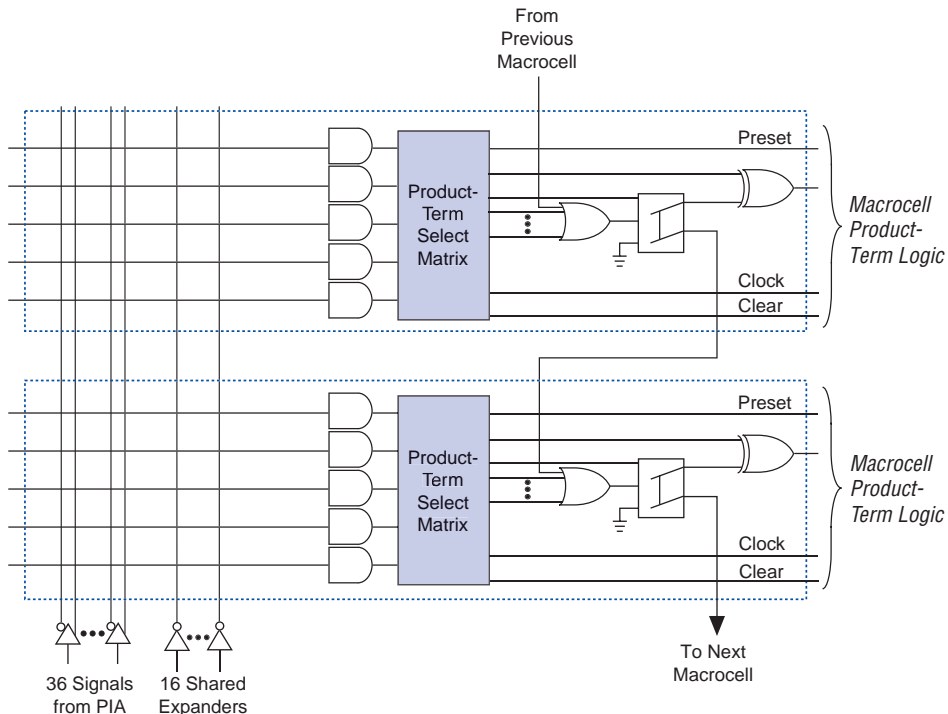 From
Previous
Macrocell
Preset
Product-
Term
Select
Matrix
Macrocell
Product-
Term Logic
Clock
Clear
Preset
Product-
Term
Select
Matrix
Macrocell
Product-
Term Logic
Clock
Clear
To Next
Macrocell
36 Signals
from PIA
16 Shared
Expanders